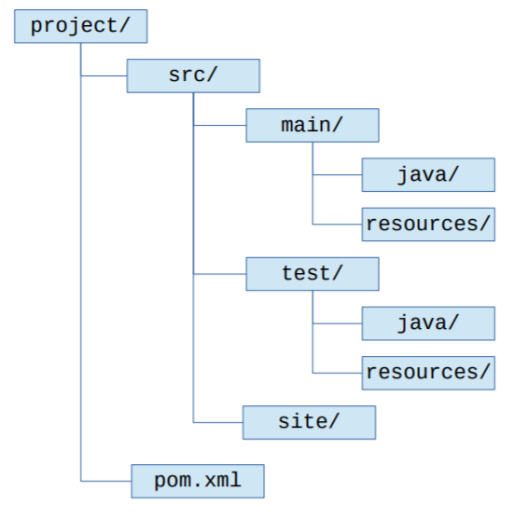 project/
src/
main/
java/
resources/
test/
java/
resources/
site/
pom.xml